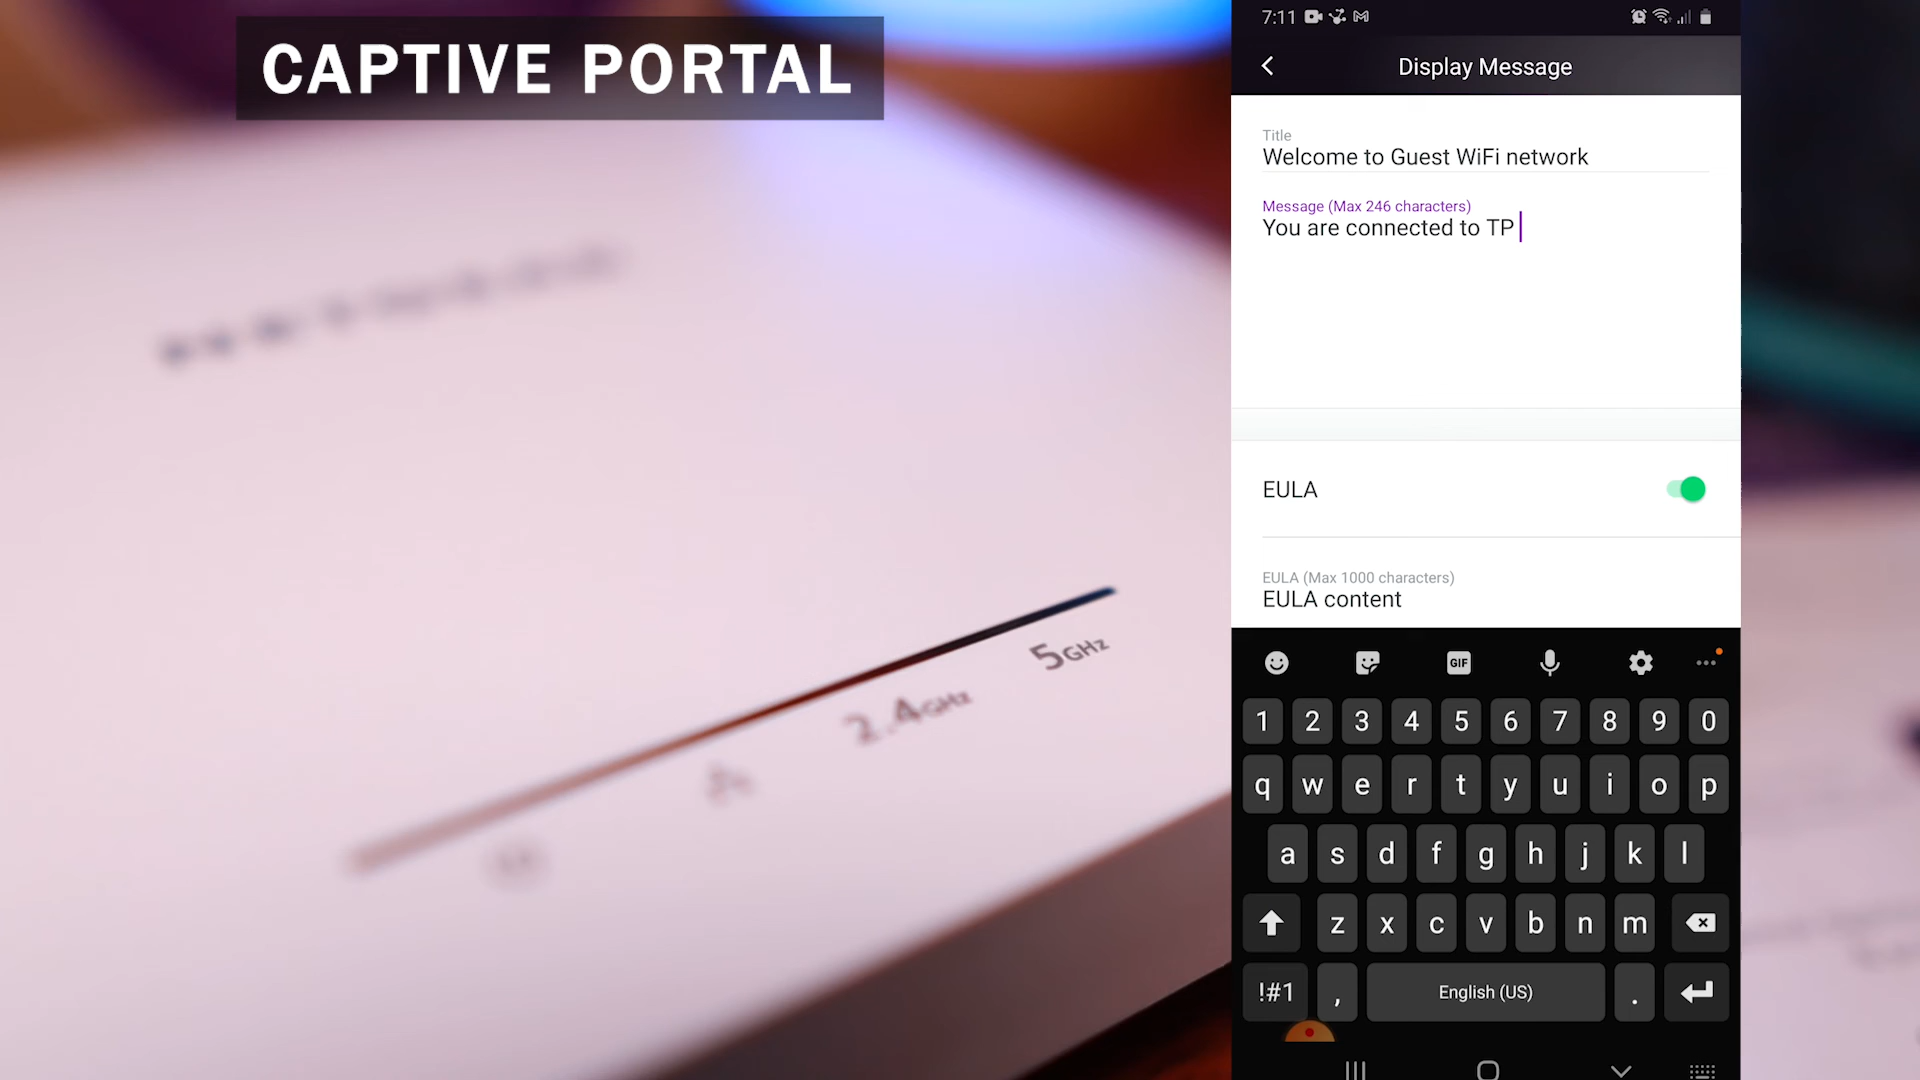 CAPTIVE PORTAL
5GHz
2.4GHz
7:11
Display Message
Title
Welcome to Guest WiFi network
Message (Max 246 characters)
You are connected to TP
EULA
EULA (Max 1000 characters)
EULA content
GIF
1 2 3 4 5 6 7 8 9 0
q w e r t y u i o p
a s d f g h j k l
z x c v b n m
!#1 , English (US) .